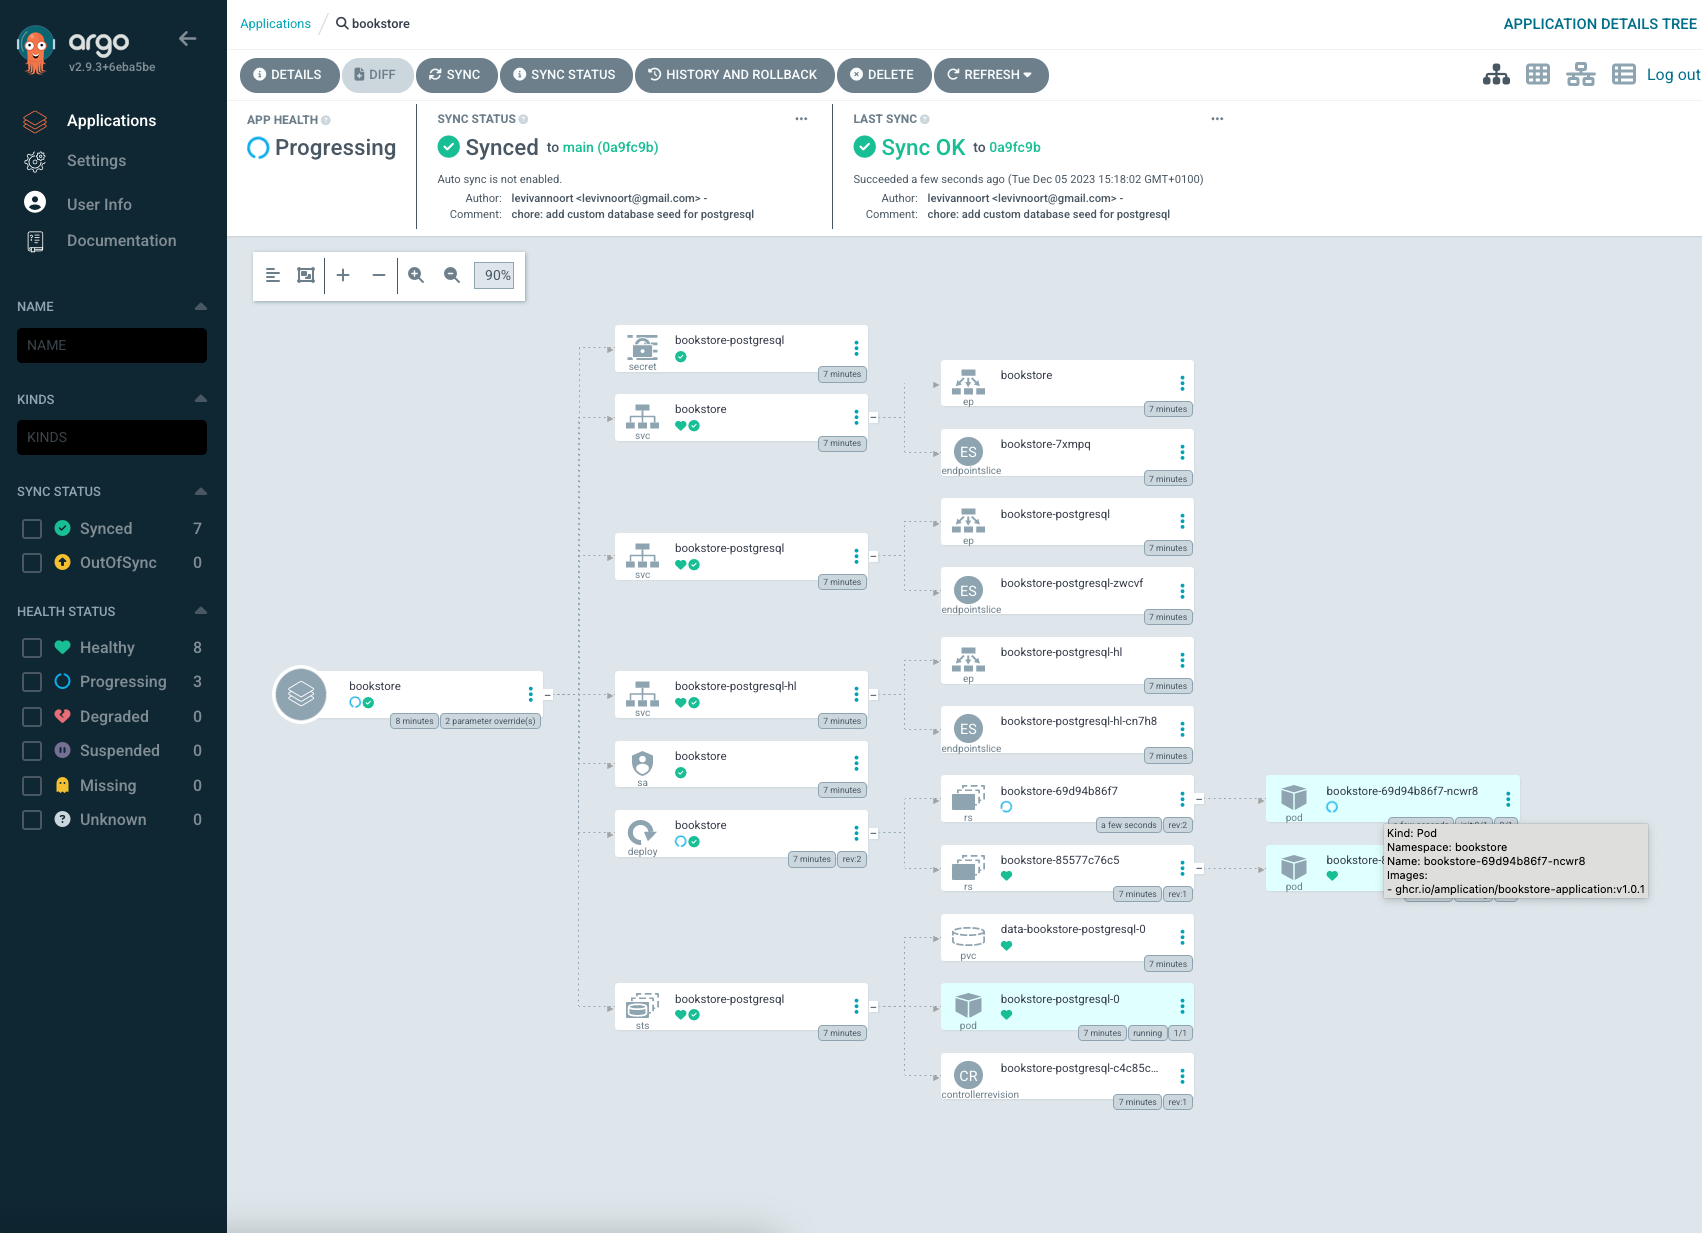 argo
v2.9.3+6eba5be
Applications
Settings
User Info
Documentation
NAME
NAME
KINDS
KINDS
SYNC STATUS
Synced 7
OutOfSync 0
HEALTH STATUS
Healthy 8
Progressing 3
Degraded 0
Suspended 0
Missing 0
Unknown 0
Applications / bookstore
APPLICATION DETAILS TREE
DETAILS
DIFF
SYNC
SYNC STATUS
HISTORY AND ROLLBACK
DELETE
REFRESH
Log out
APP HEALTH
Progressing
SYNC STATUS
Synced to main (0a9fc9b)
Auto sync is not enabled.
Author: levivannoort <levivnoort@gmail.com> -
Comment: chore: add custom database seed for postgresql
LAST SYNC
Sync OK to 0a9fc9b
Succeeded a few seconds ago (Tue Dec 05 2023 15:18:02 GMT+0100)
Author: levivannoort <levivnoort@gmail.com> -
Comment: chore: add custom database seed for postgresql
90%
bookstore
8 minutes
2 parameter override(s)
bookstore-postgresql
secret
7 minutes
bookstore
svc
7 minutes
bookstore-postgresql
svc
7 minutes
bookstore-postgresql-hl
svc
7 minutes
bookstore
sa
7 minutes
bookstore
deploy
7 minutes
rev:2
bookstore-postgresql
sts
7 minutes
bookstore
ep
7 minutes
ES
bookstore-7xmpq
endpointslice
7 minutes
bookstore-postgresql
ep
7 minutes
ES
bookstore-postgresql-zwcvf
endpointslice
7 minutes
bookstore-postgresql-hl
ep
7 minutes
ES
bookstore-postgresql-hl-cn7h8
endpointslice
7 minutes
bookstore-69d94b86f7
rs
a few seconds
rev:2
bookstore-85577c76c5
rs
7 minutes
rev:1
data-bookstore-postgresql-0
pvc
7 minutes
bookstore-postgresql-0
pod
7 minutes
running
1/1
CR
bookstore-postgresql-c4c85c...
controllerrevision
7 minutes
rev:1
bookstore-69d94b86f7-ncwr8
pod
pod
Kind: Pod
Namespace: bookstore
Name: bookstore-69d94b86f7-ncwr8
Images:
- ghcr.io/amplication/bookstore-application:v1.0.1